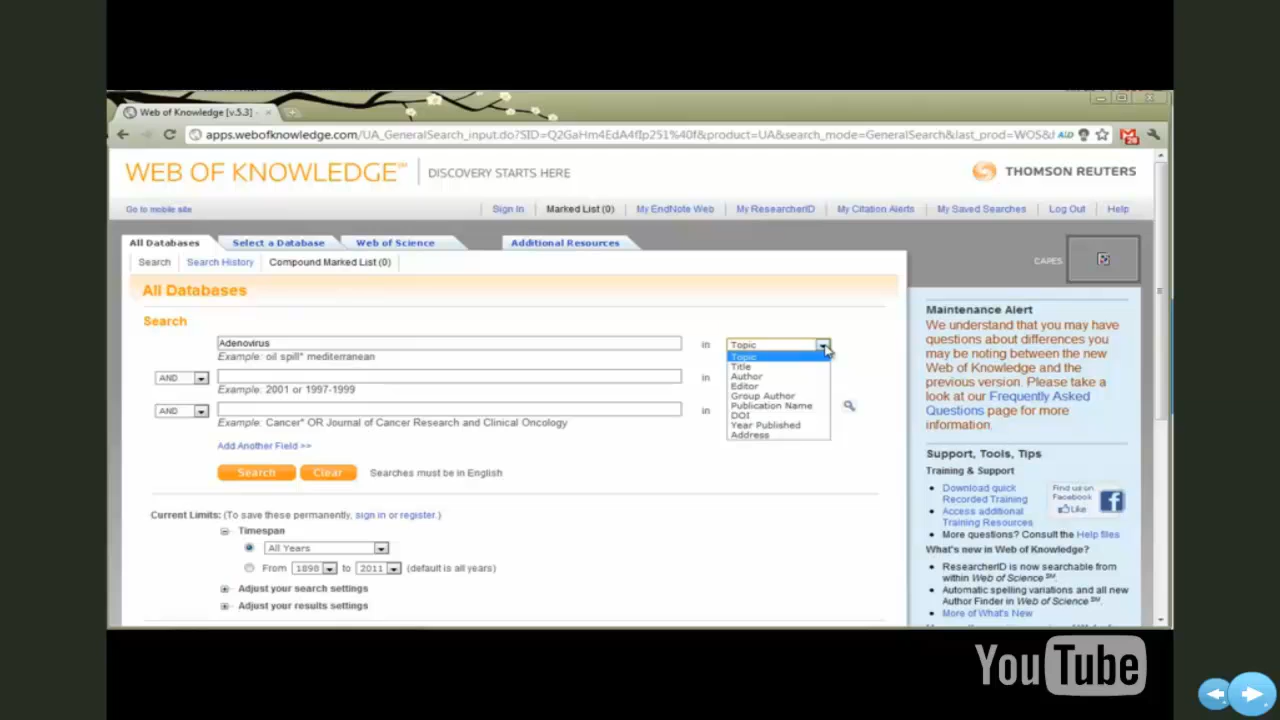 Web of Knowledge [v.5.3] -
apps.webofknowledge.com/UA_GeneralSearch_input.do?SID=Q2GaHm4EdA4fIp251%40f&product=UA&search_mode=GeneralSearch&last_prod=WOS&
WEB OF KNOWLEDGE℠ DISCOVERY STARTS HERE
THOMSON REUTERS
Go to mobile site Sign In Marked List (0) My EndNote Web My ResearcherID My Citation Alerts My Saved Searches Log Out Help
All Databases Select a Database Web of Science Additional Resources
Search Search History Compound Marked List (0)
CAPES
All Databases
Search
Adenovirus in Topic
Example: oil spill* mediterranean
AND in
Example: 2001 or 1997-1999
AND in
Example: Cancer* OR Journal of Cancer Research and Clinical Oncology
Topic
Title
Author
Editor
Group Author
Publication Name
DOI
Year Published
Address
Add Another Field >>
Search Clear Searches must be in English
Current Limits: (To save these permanently, sign in or register.)
Timespan
All Years
From 1898 to 2011 (default is all years)
Adjust your search settings
Adjust your results settings
Maintenance Alert
We understand that you may have
questions about differences you
may be noting between the new
Web of Knowledge and the
previous version. Please take a
look at our Frequently Asked
Questions page for more
information.
Support, Tools, Tips
Training & Support
Download quick
Recorded Training
Access additional
Training Resources
Find us on
Facebook
Like
More questions? Consult the Help files
What's new in Web of Knowledge?
ResearcherID is now searchable from
within Web of Science℠.
Automatic spelling variations and all new
Author Finder in Web of Science℠.
More of What's New
YouTube